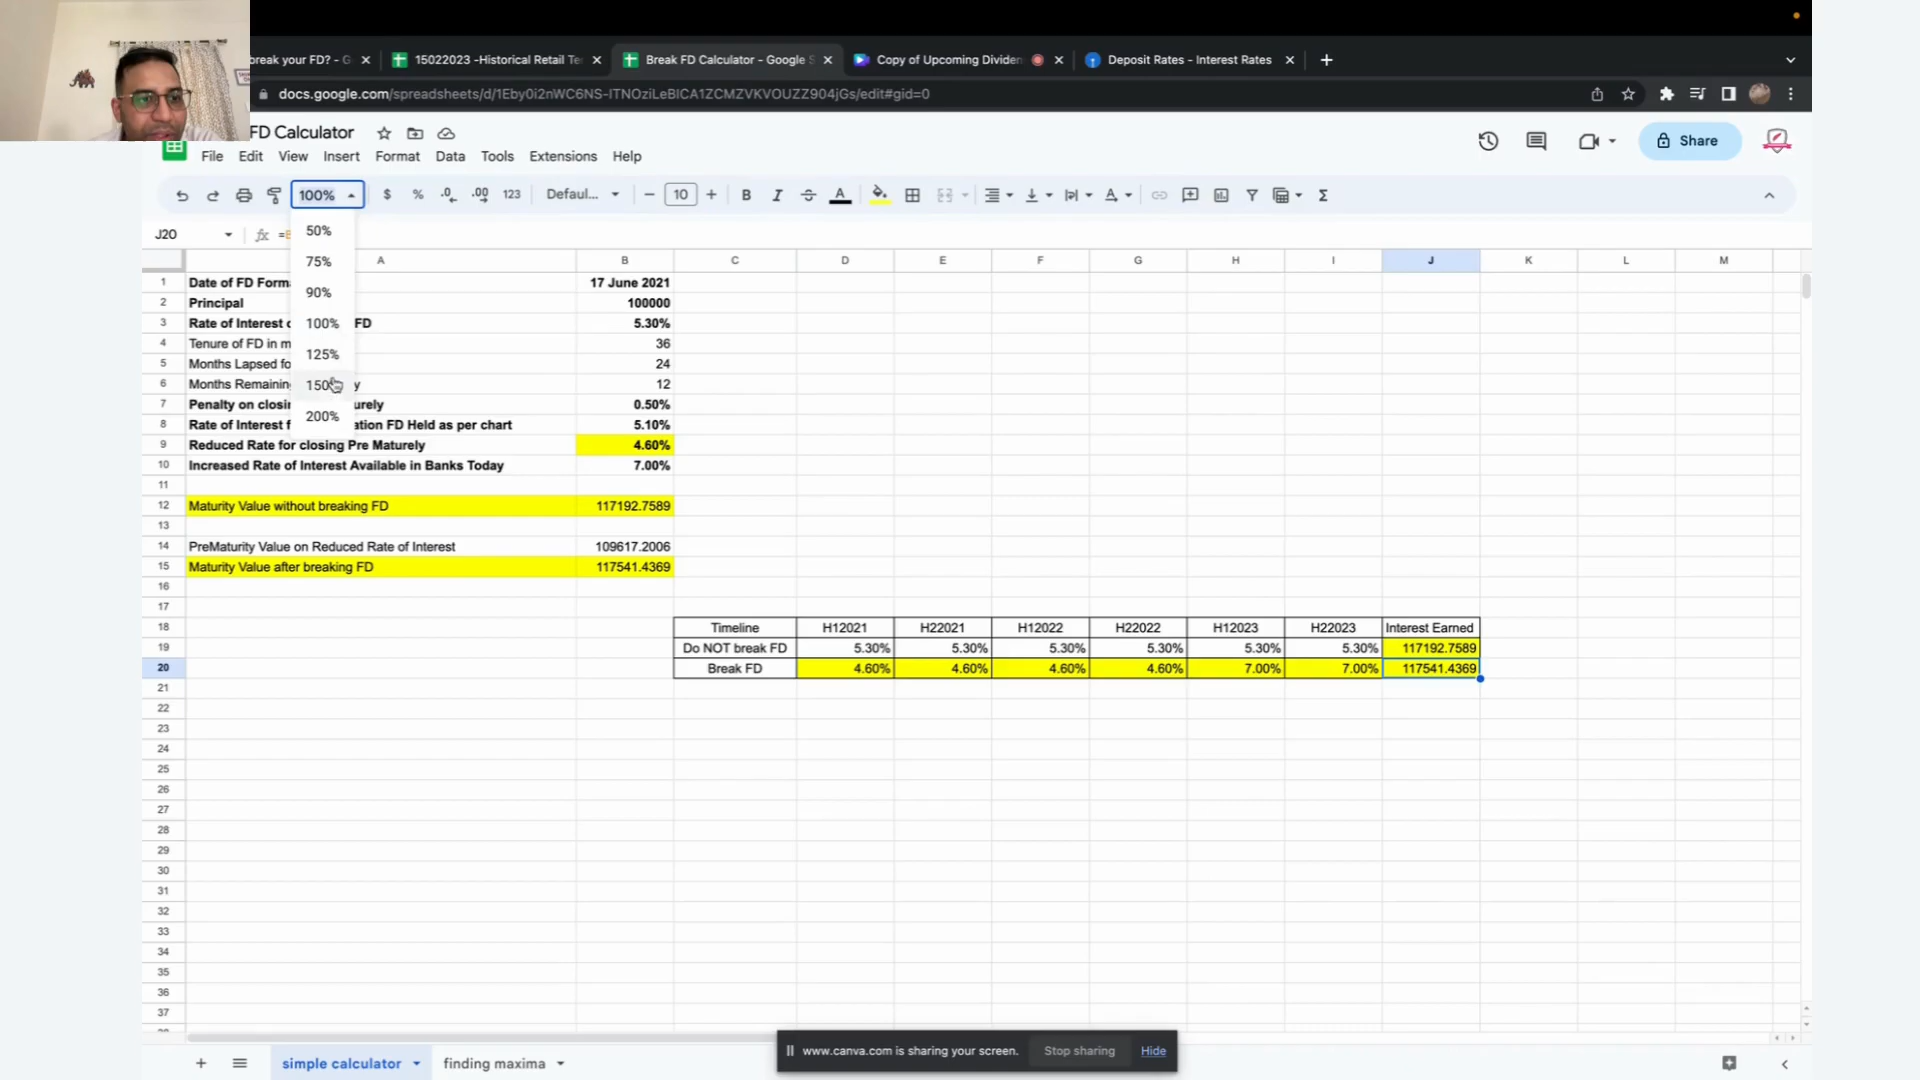 break your FD? - G
15022023 -Historical Retail Te
Break FD Calculator - Google S
Copy of Upcoming Dividen
Deposit Rates - Interest Rates
docs.google.com/spreadsheets/d/1Eby0i2nWC6NS-ITNOziLeBlCA1ZCMZVKVOUZZ904jGs/edit#gid=0
FD Calculator
File Edit View Insert Format Data Tools Extensions Help
Share
100% $ % .0 .00 123 Defaul... 10 B I A Σ
J20 fx =
50%
75%
90%
100%
125%
150%
200%
A B C D E F G H I J K L M
1 Date of FD Form 17 June 2021
2 Principal 100000
3 Rate of Interest FD 5.30%
4 Tenure of FD in m 36
5 Months Lapsed fo 24
6 Months Remaining y 12
7 Penalty on closi urely 0.50%
8 Rate of Interest f ation FD Held as per chart 5.10%
9 Reduced Rate for closing Pre Maturely 4.60%
10 Increased Rate of Interest Available in Banks Today 7.00%
11
12 Maturity Value without breaking FD 117192.7589
13
14 PreMaturity Value on Reduced Rate of Interest 109617.2006
15 Maturity Value after breaking FD 117541.4369
16
17
18 Timeline H12021 H22021 H12022 H22022 H12023 H22023 Interest Earned
19 Do NOT break FD 5.30% 5.30% 5.30% 5.30% 5.30% 5.30% 117192.7589
20 Break FD 4.60% 4.60% 4.60% 4.60% 7.00% 7.00% 117541.4369
21
22
23
24
25
26
27
28
29
30
31
32
33
34
35
36
37
www.canva.com is sharing your screen. Stop sharing Hide
simple calculator finding maxima